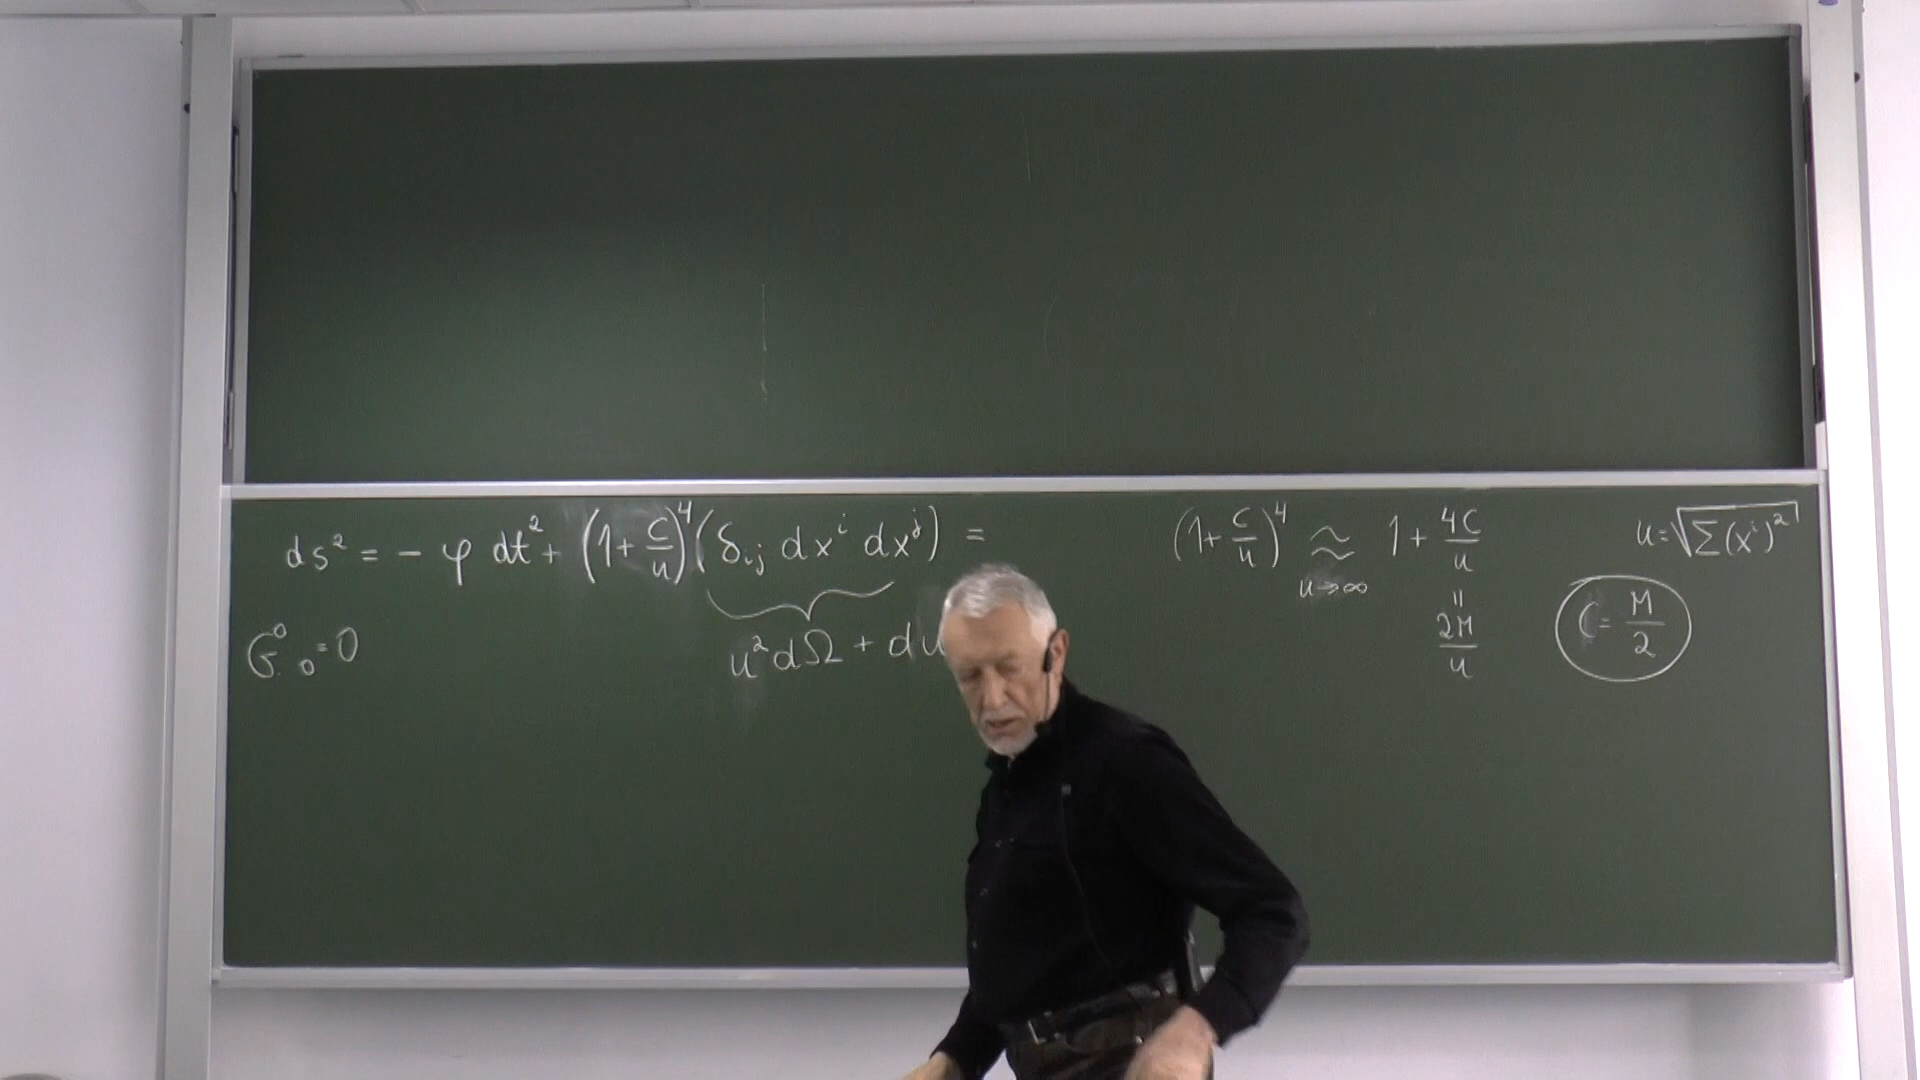 ds² = - φ dt² + (1 + C/u)⁴ (δᵢⱼ dxⁱ dxʲ) =
u² dΩ + du
G⁰₀ = 0
(1 + C/u)⁴ ≈ 1 + 4C/u
u→∞
=
2M/u
u = √Σ(xⁱ)²
C = M/2